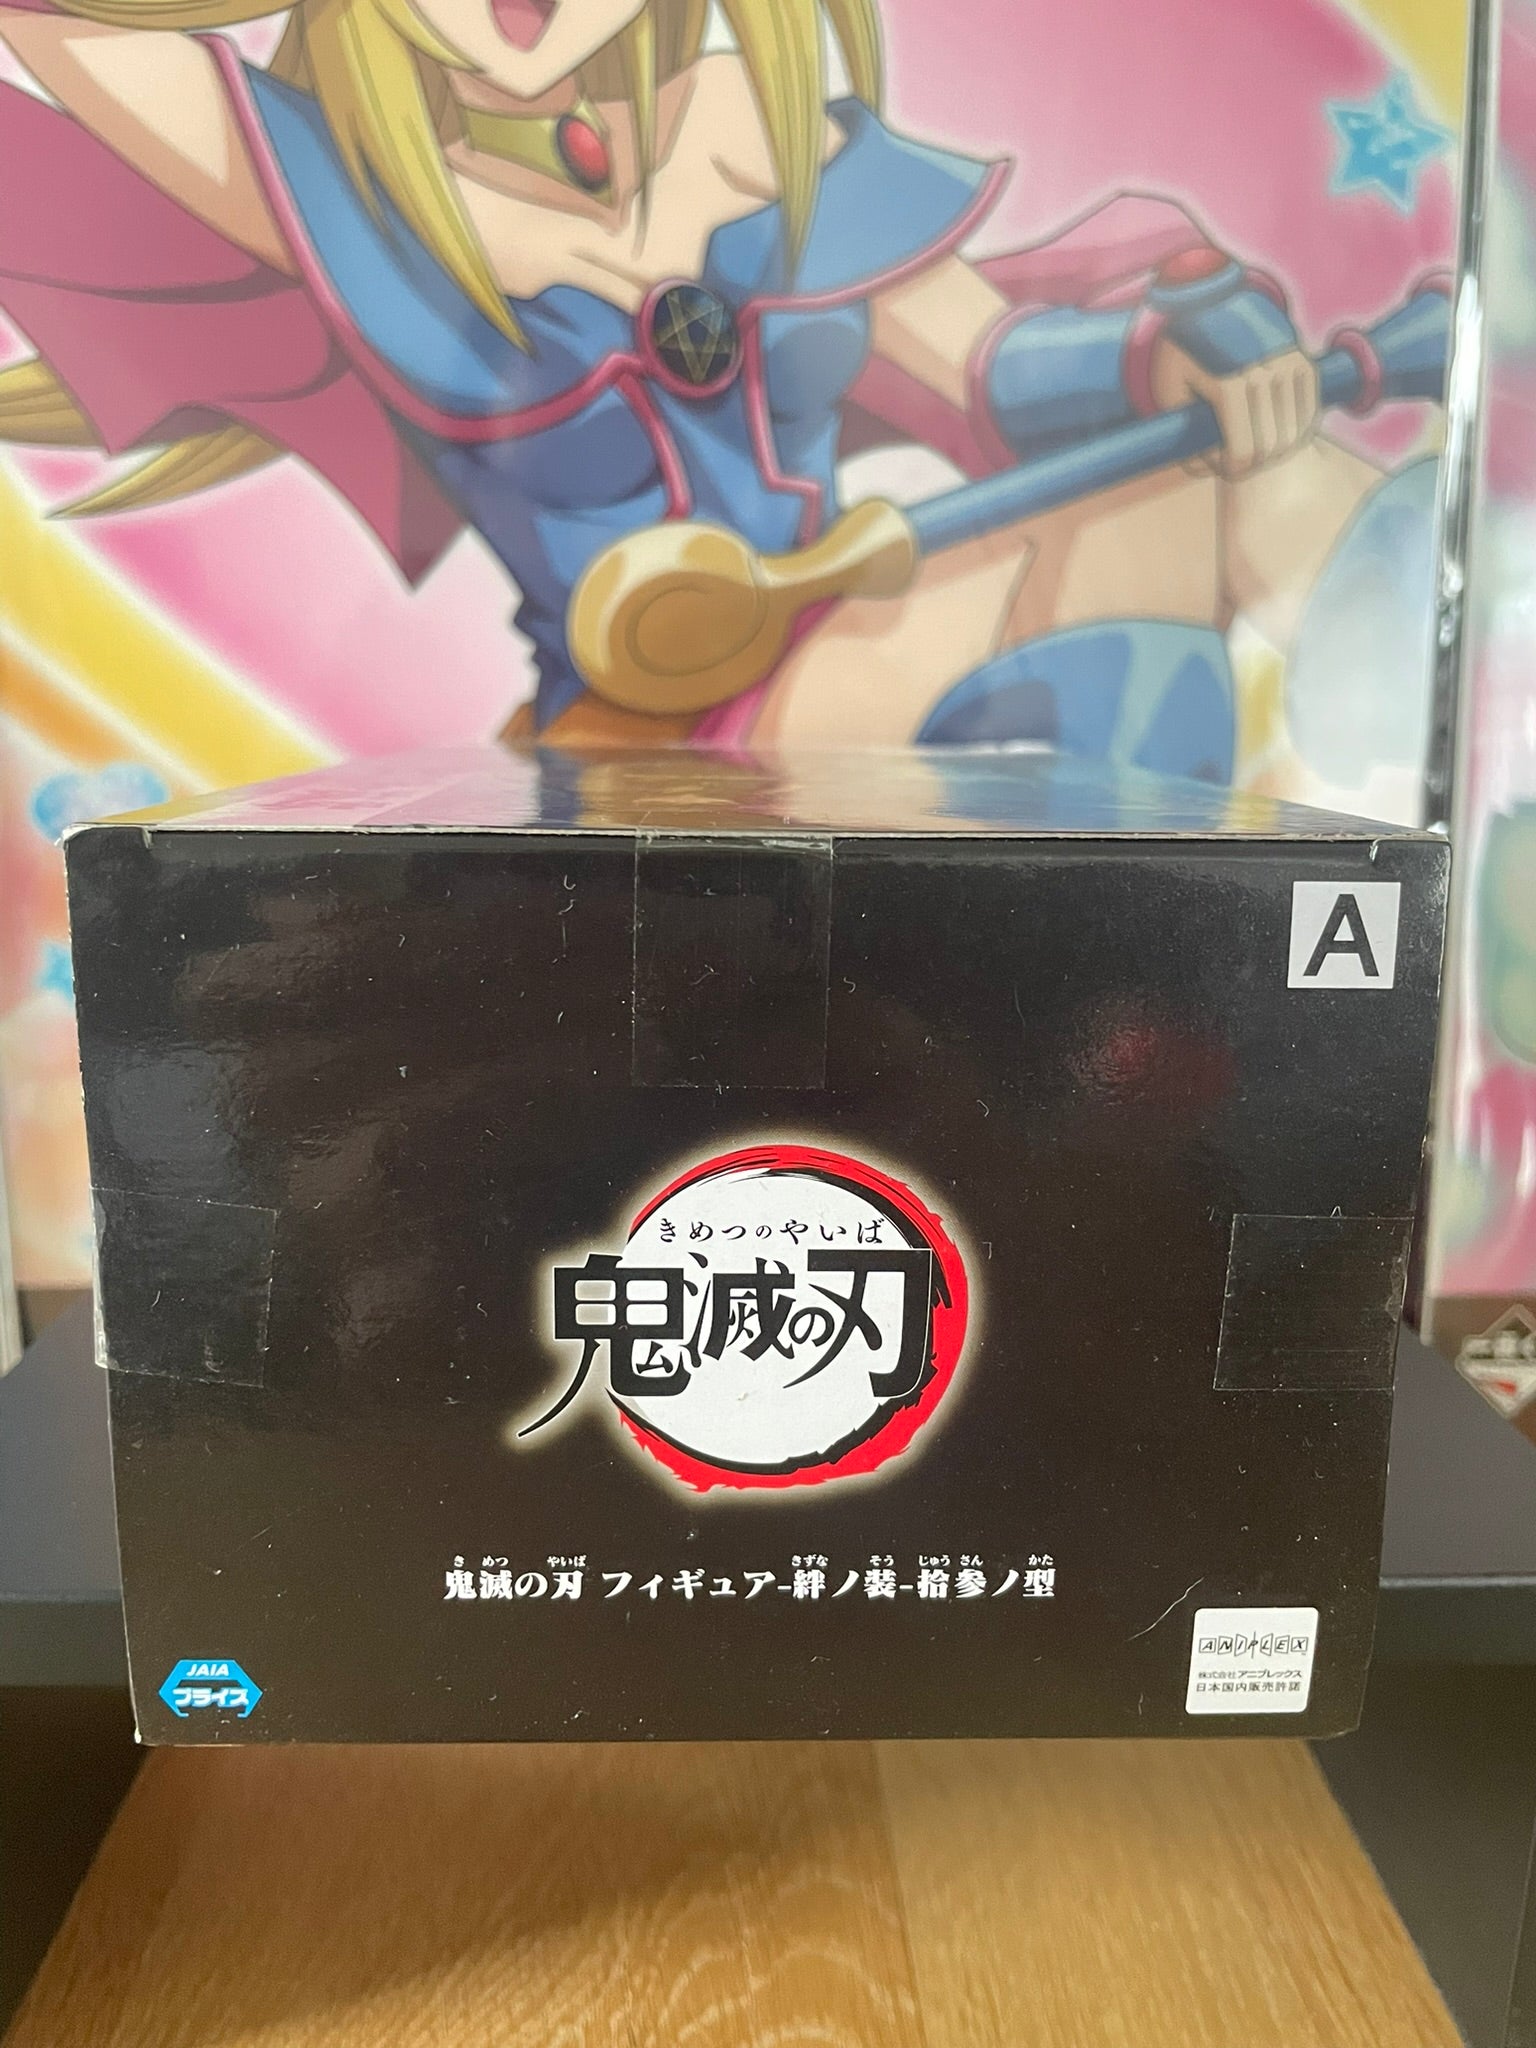 A
きめつのやいば
鬼滅の刃
き めつ やいば きずな そう じゅう さん かた
鬼滅の刃 フィギュア-絆ノ装-拾参ノ型
JAIA
プライズ
ANIPLEX
株式会社アニプレックス
日本国内販売許諾